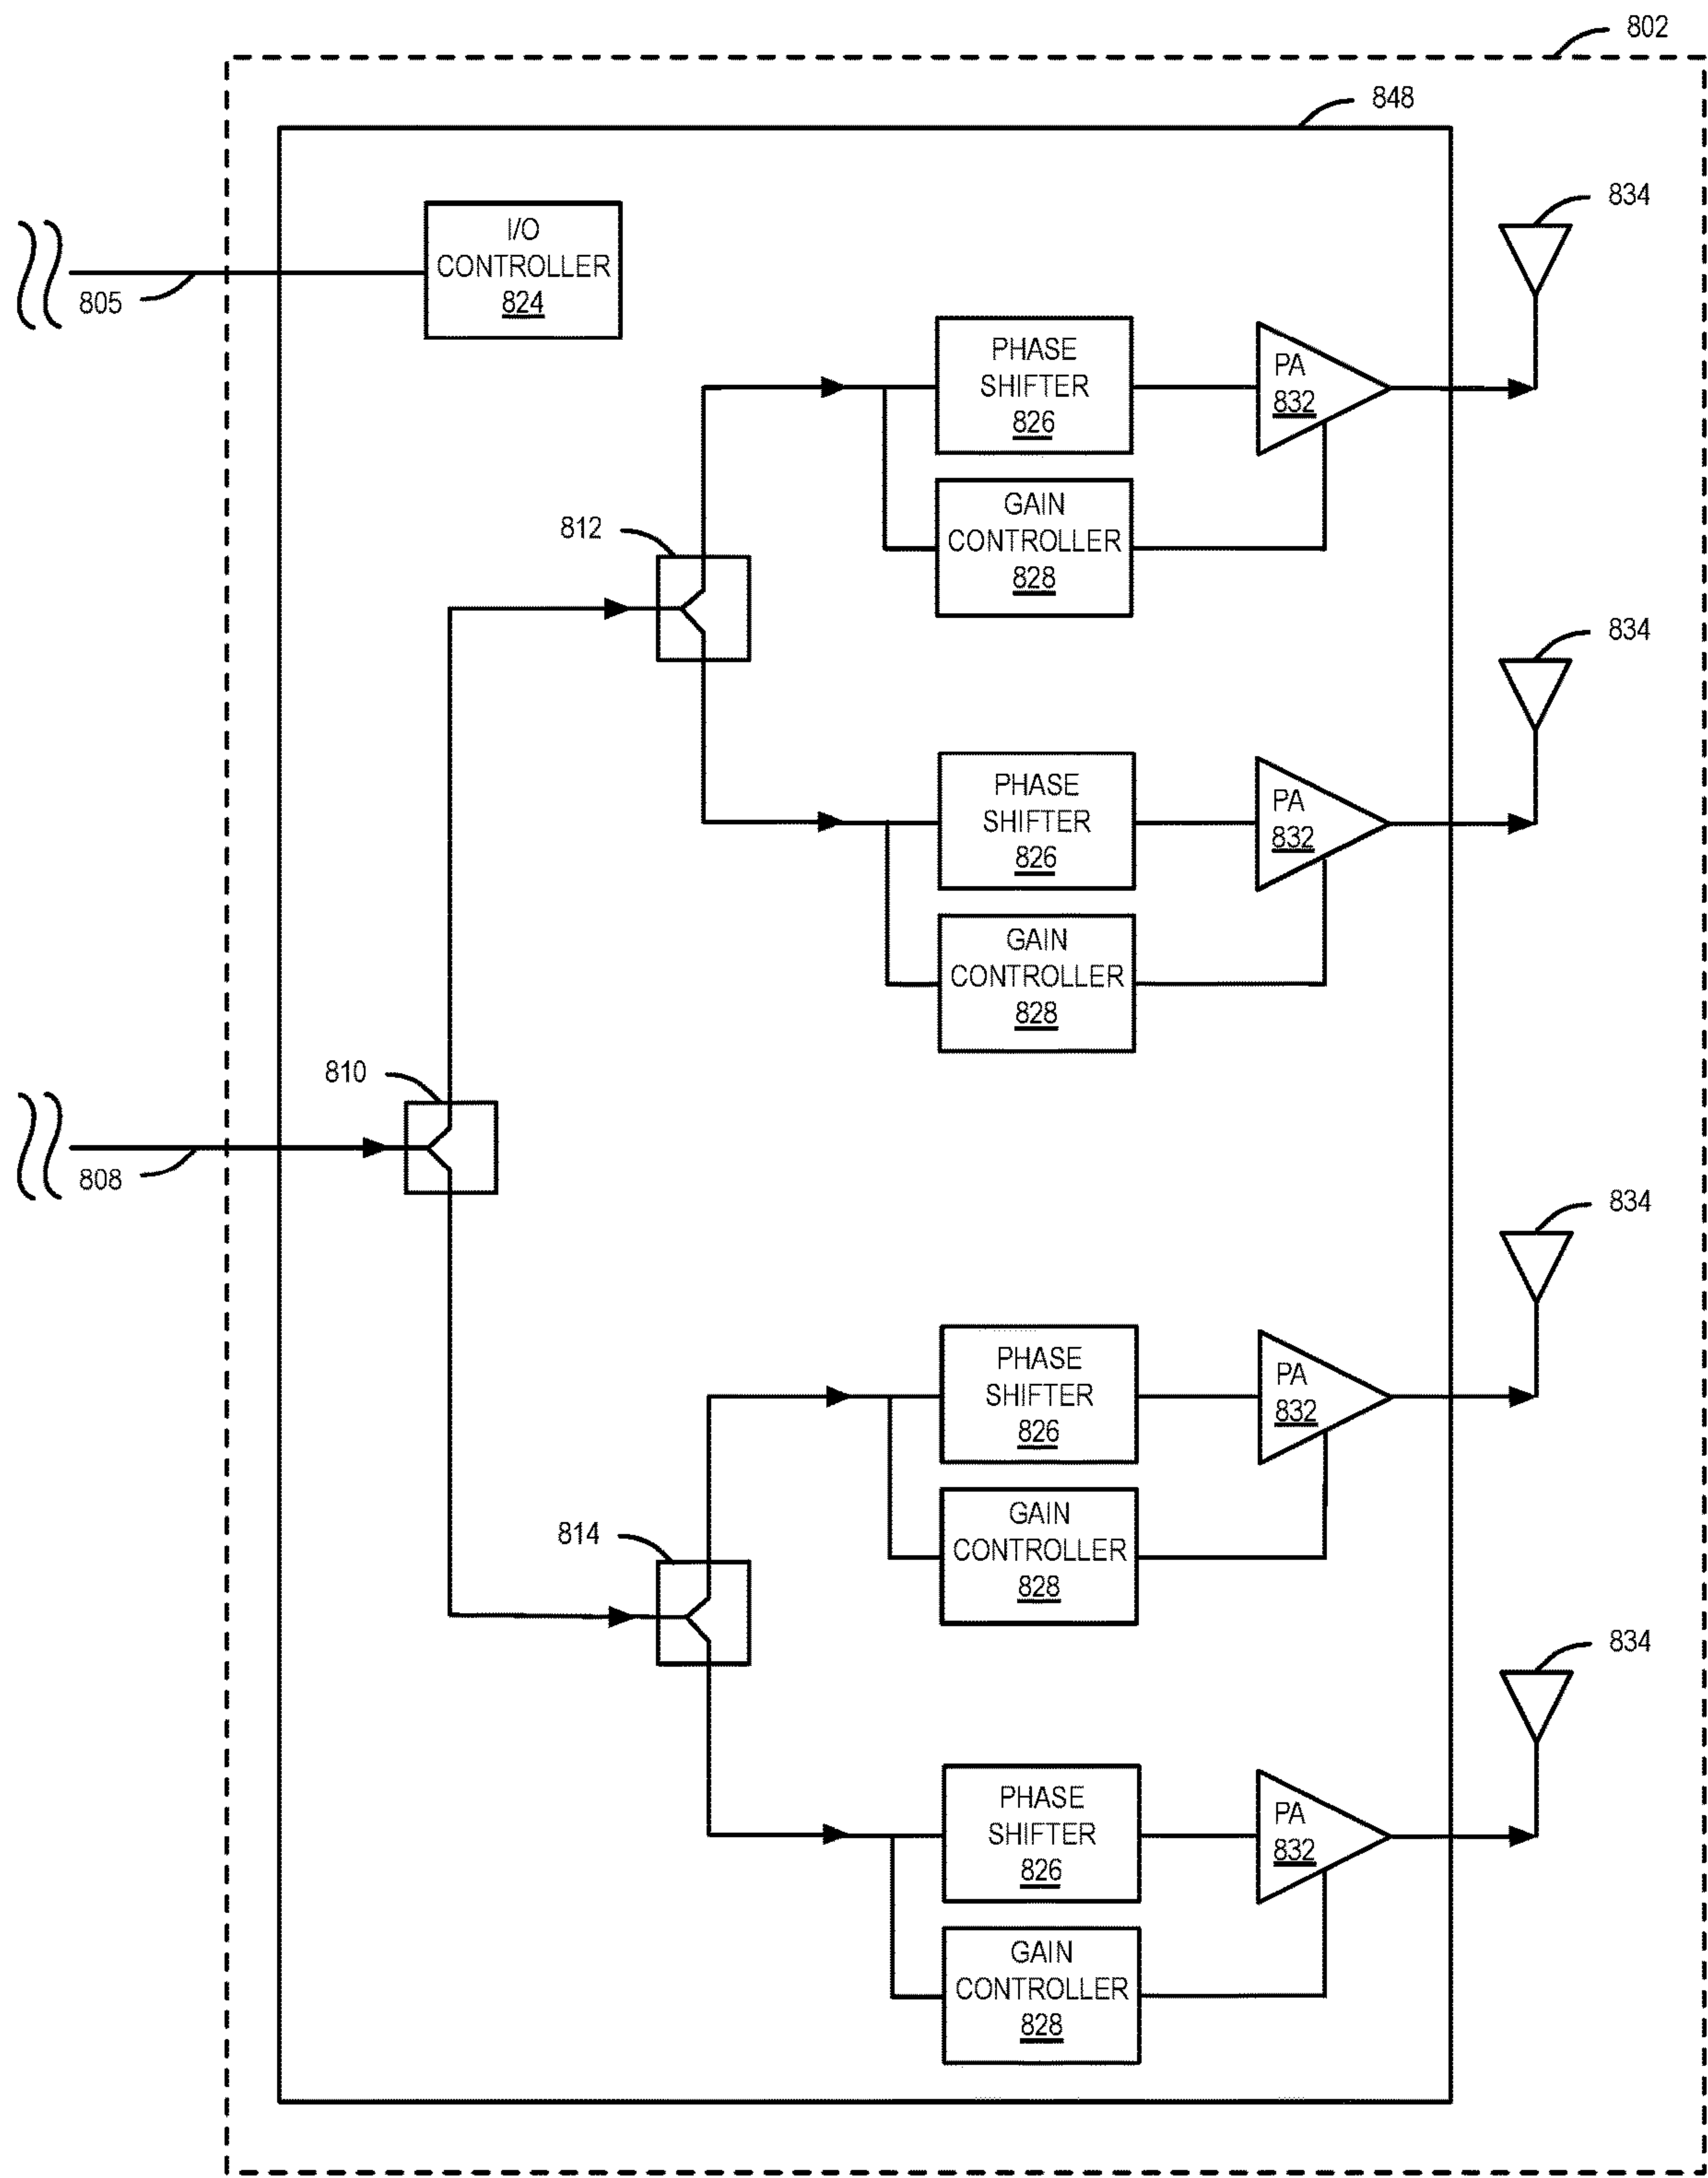 802
848
834
I/O
CONTROLLER
824
805
PHASE
SHIFTER
826
PA
832
GAIN
CONTROLLER
828
812
834
PHASE
SHIFTER
826
PA
832
GAIN
CONTROLLER
828
810
808
834
PHASE
SHIFTER
826
PA
832
GAIN
CONTROLLER
828
814
834
PHASE
SHIFTER
826
PA
832
GAIN
CONTROLLER
828